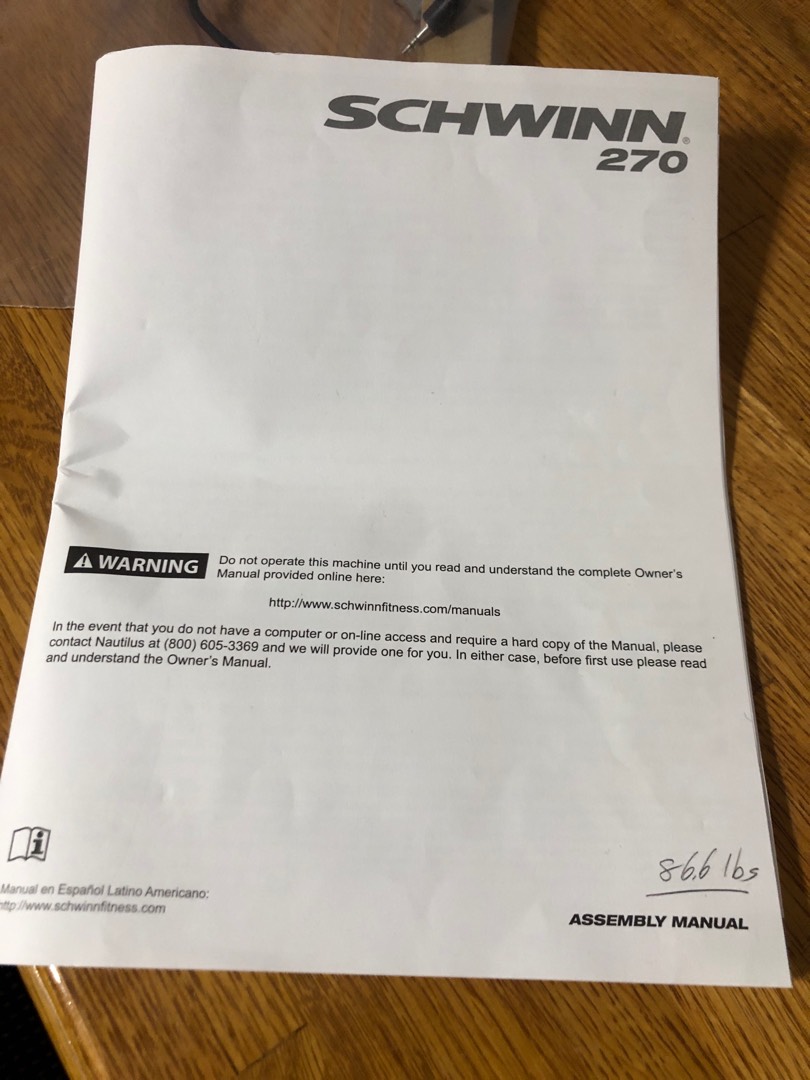 SCHWINN®
270
WARNING
Do not operate this machine until you read and understand the complete Owner's
Manual provided online here:
http://www.schwinnfitness.com/manuals
In the event that you do not have a computer or on-line access and require a hard copy of the Manual, please
contact Nautilus at (800) 605-3369 and we will provide one for you. In either case, before first use please read
and understand the Owner's Manual.
Manual en Español Latino Americano:
http://www.schwinnfitness.com
86.6 lbs
ASSEMBLY MANUAL